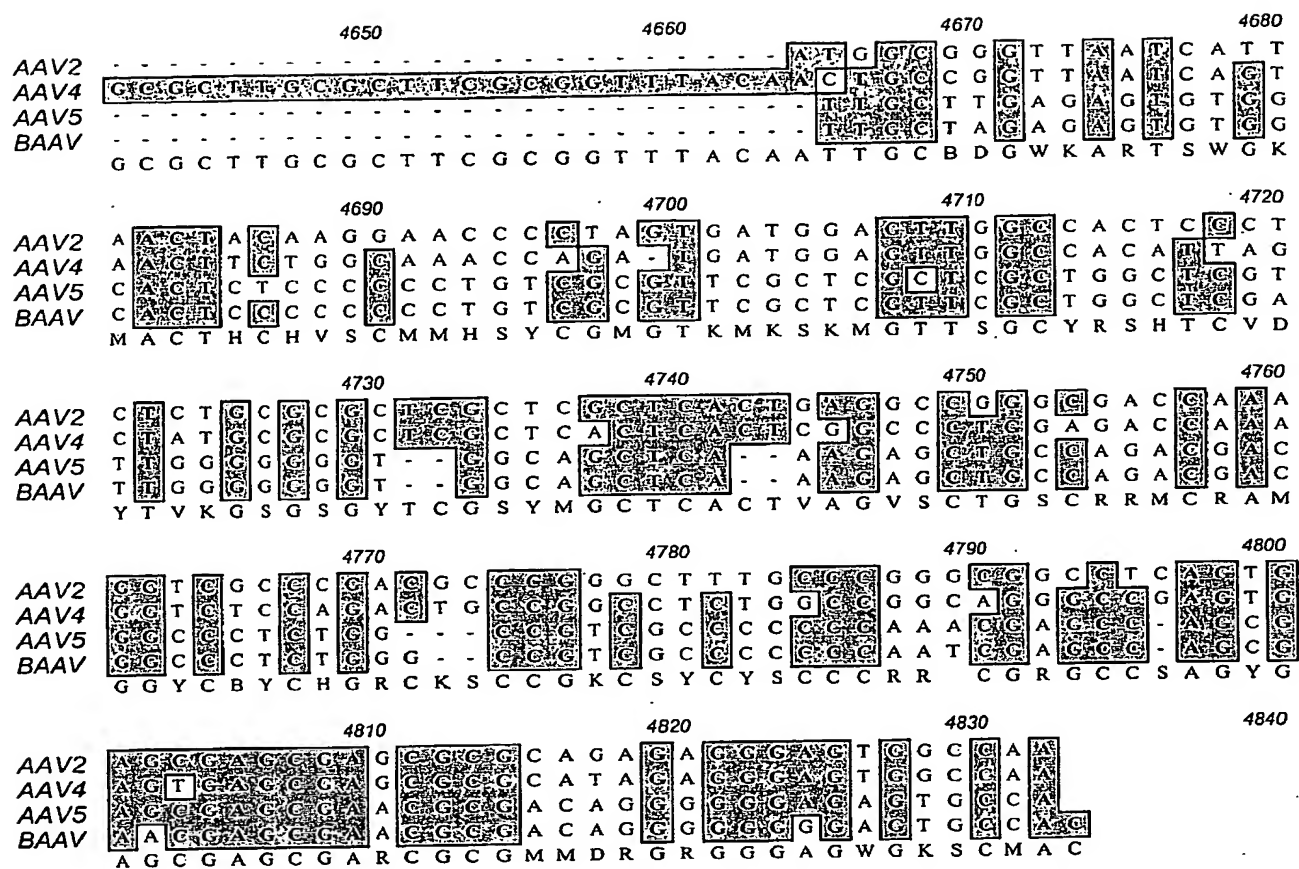 4650 4660 4670 4680
AAV2 - - - - - - - - - - - - - - - - - - - - - - - A T G G C G G G T T A A T C A T T
AAV4 G C G C T T G C G C T T C G C G G T T T A C A A C T G C C G G T T A A T C A G T
AAV5 - - - - - - - - - - - - - - - - - - - - - - - - T T G C T T G A G A G T G T G G
BAAV - - - - - - - - - - - - - - - - - - - - - - - - T T G C T A G A G A G T G T G G
G C G C T T G C G C T T C G C G G T T T A C A A T T G C B D G W K A R T S W G K
4690 4700 4710 4720
AAV2 A A C T A C A A G G A A C C C C T A G T G A T G G A G T T G G C C A C T C C C T
AAV4 A A C T T C T G G C A A A C C A G A - T G A T G G A G T T G G C C A C A T T A G
AAV5 C A C T C T C C C C C C T G T C G C G T T C G C T C G C T C G C T G G C T C G T
BAAV C A C T C C C C C C C C T G T C G C G T T C G C T C G T T C G C T G G C T C G A
M A C T H C H V S C M M H S Y C G M G T K M K S K M G T T S G C Y R S H T C V D
4730 4740 4750 4760
AAV2 C T C T G C G C G C T C G C T C G C T C A C T G A G G C C G G G C G A C C A A A
AAV4 C T A T G C G C G C T C G C T C A C T C A C T C G G C C C T G G A G A C C A A A
AAV5 T T G G G G G G G T - - G G C A G C T C A - - A A G A G C T G C C A G A C G A C
BAAV T T G G G G G G G T - - G G C A G C T C A - - A A G A G C T G C C A G A C G A C
Y T V K G S G S G Y T C G S Y M G C T C A C T V A G V S C T G S C R R M C R A M
4770 4780 4790 4800
AAV2 G G T C G C C C G A C G C C C G G G C T T T G C C C G G G C G G C C T C A G T G
AAV4 G G T C T C C A G A C T G C C G G C C T C T G G C C G G C A G G G C C G A G T G
AAV5 G G C C C T C T G G - - - C C G T C G C C C C C C C A A A C G A G C C - A G C G
BAAV G G C C C T C T G G G - - C C G T C G C C C C C C C A A T C G A G C C - A G C G
G G Y C B Y C H G R C K S C C G K C S Y C Y S C C C R R C G R G C C S A G Y G
4810 4820 4830 4840
AAV2 A G C G A G C G A G C G C G C A G A G A G G G A G T G G C C A A
AAV4 A G T G A G C G A G C G C G C A T A G A G G G A G T G G C C A A
AAV5 A G C G A G C G A A C G C G A C A G G G G G G A G A G T G C C A
BAAV A A C G A G C G A A C G C G A C A G G G G G G G G A G T G C C A C
A G C G A G C G A R C G C G M M D R G R G G G A G W G K S C M A C